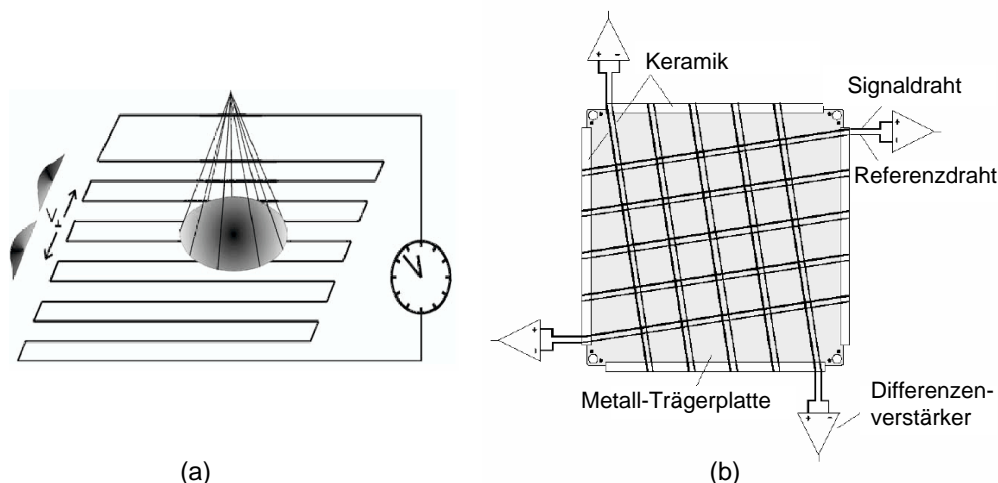 Keramik
Signaldraht
Referenzdraht
V⊥
+ -
+
-
+
-
+ -
Metall-Trägerplatte
Differenzen-
verstärker
(a)
(b)